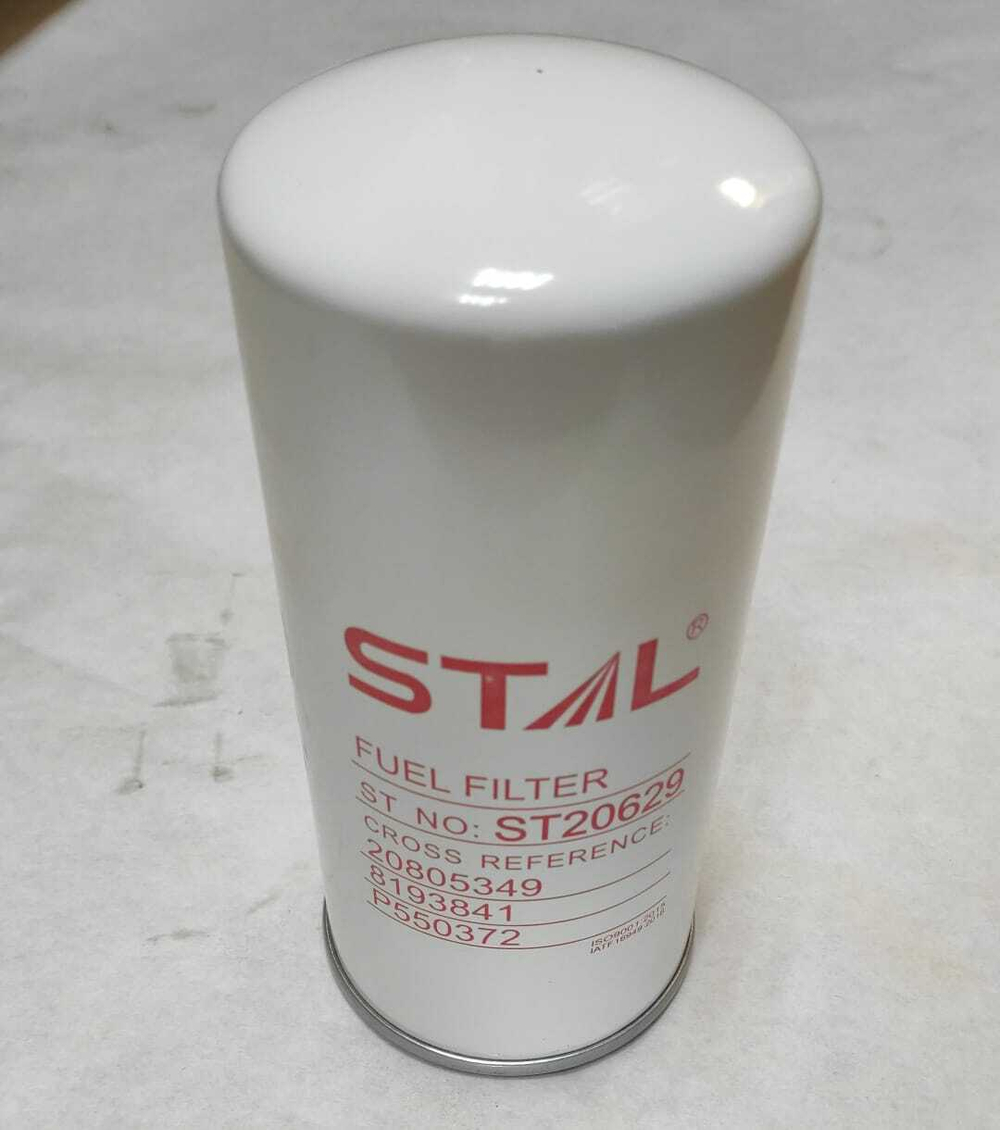 STAL®
FUEL FILTER
ST NO: ST20629
CROSS REFERENCE:
20805349
8193841
P550372
ISO9001:2015
IATF16949:2016